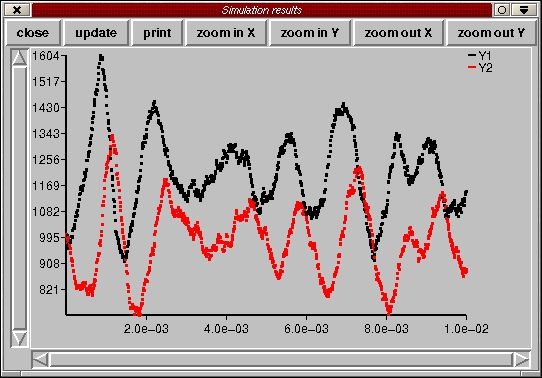 Simulation results
close update print zoom in X zoom in Y zoom out X zoom out Y
Y1
Y2
1604
1517
1430
1343
1256
1169
1082
995
908
821
2.0e-03 4.0e-03 6.0e-03 8.0e-03 1.0e-02